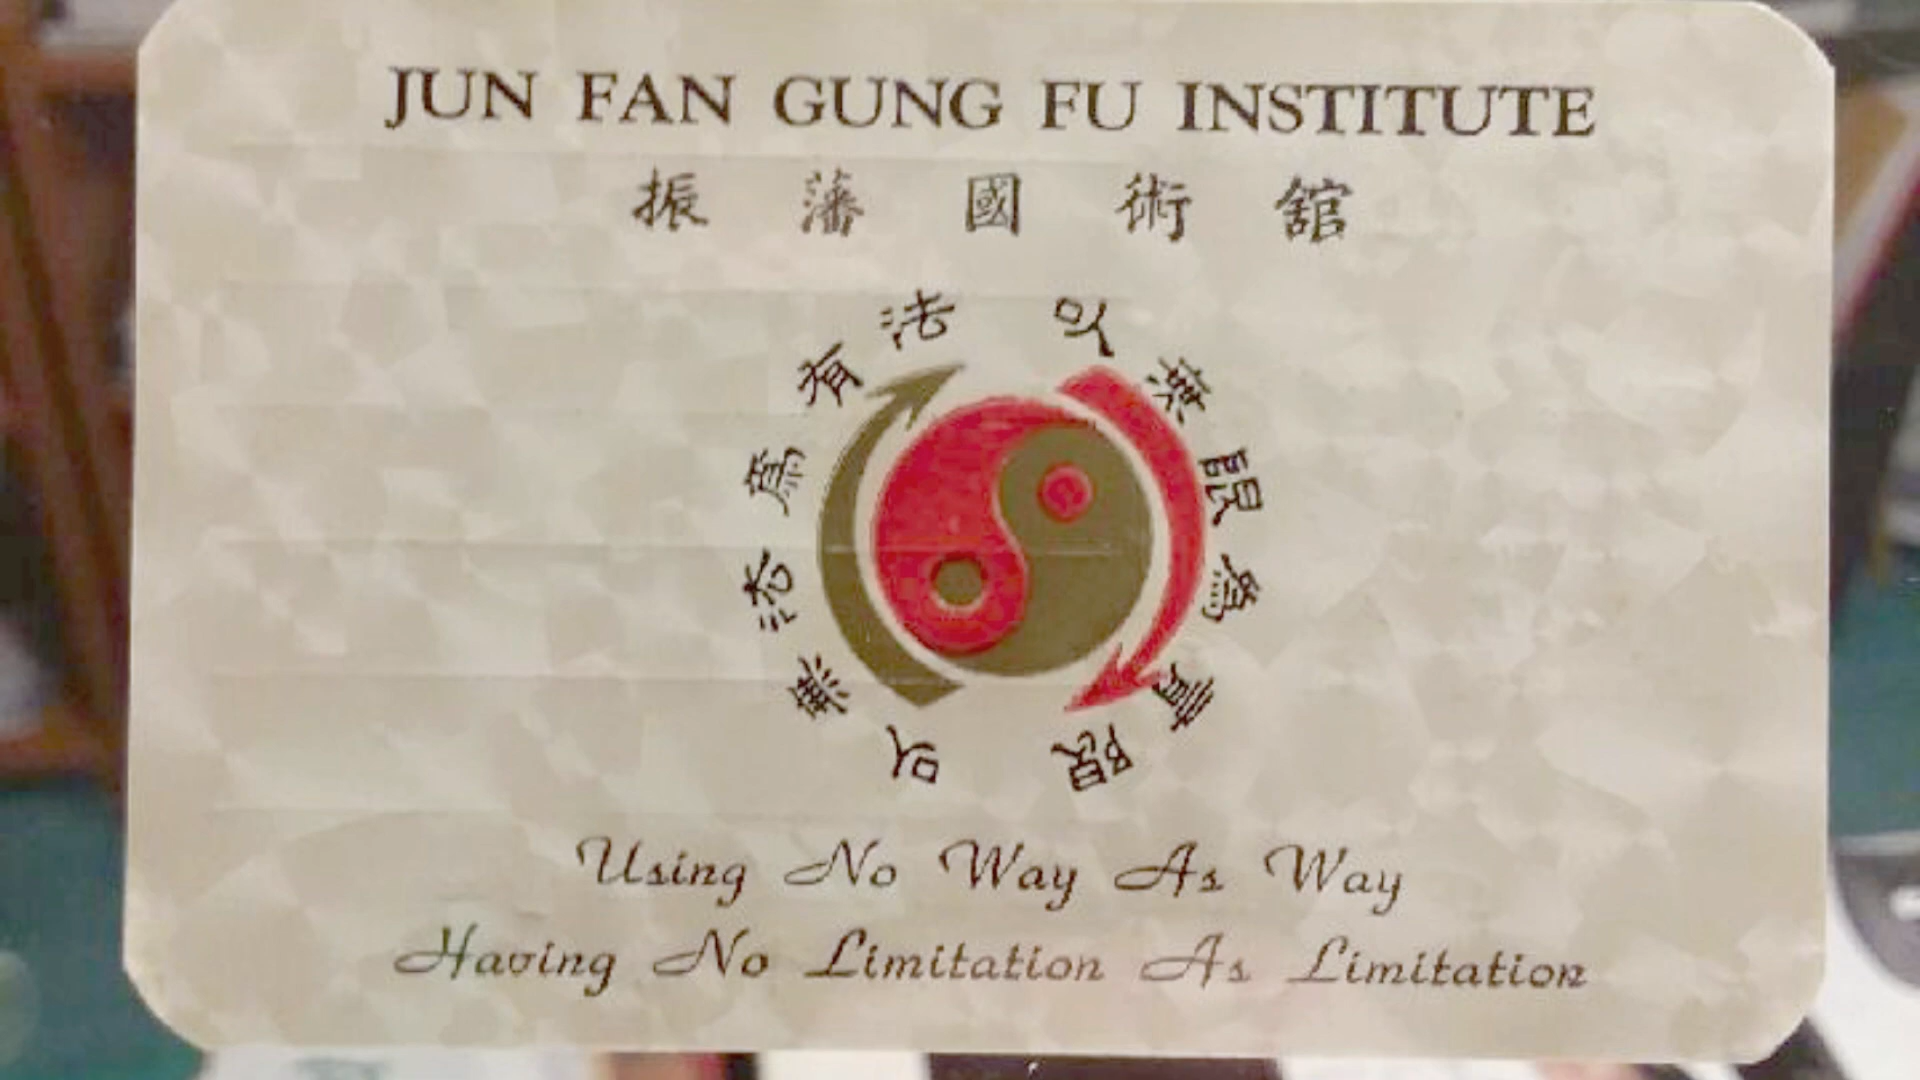 JUN FAN GUNG FU INSTITUTE
振藩國術館
以無限為有限
以無法為有法
Using No Way As Way
Having No Limitation As Limitation